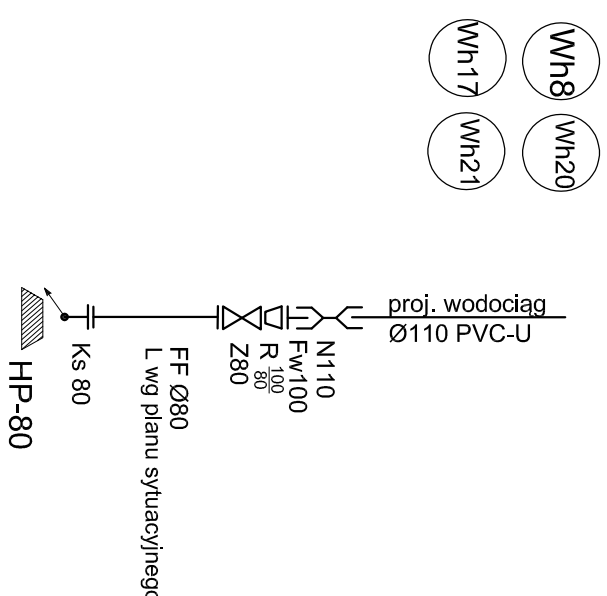 Wh17
Wh8
Wh21
Wh20
proj. wodociąg
Ø110 PVC-U
N110
Fw100
R 100/80
Z80
FF Ø80
L wg planu sytuacyjnego
Ks 80
HP-80